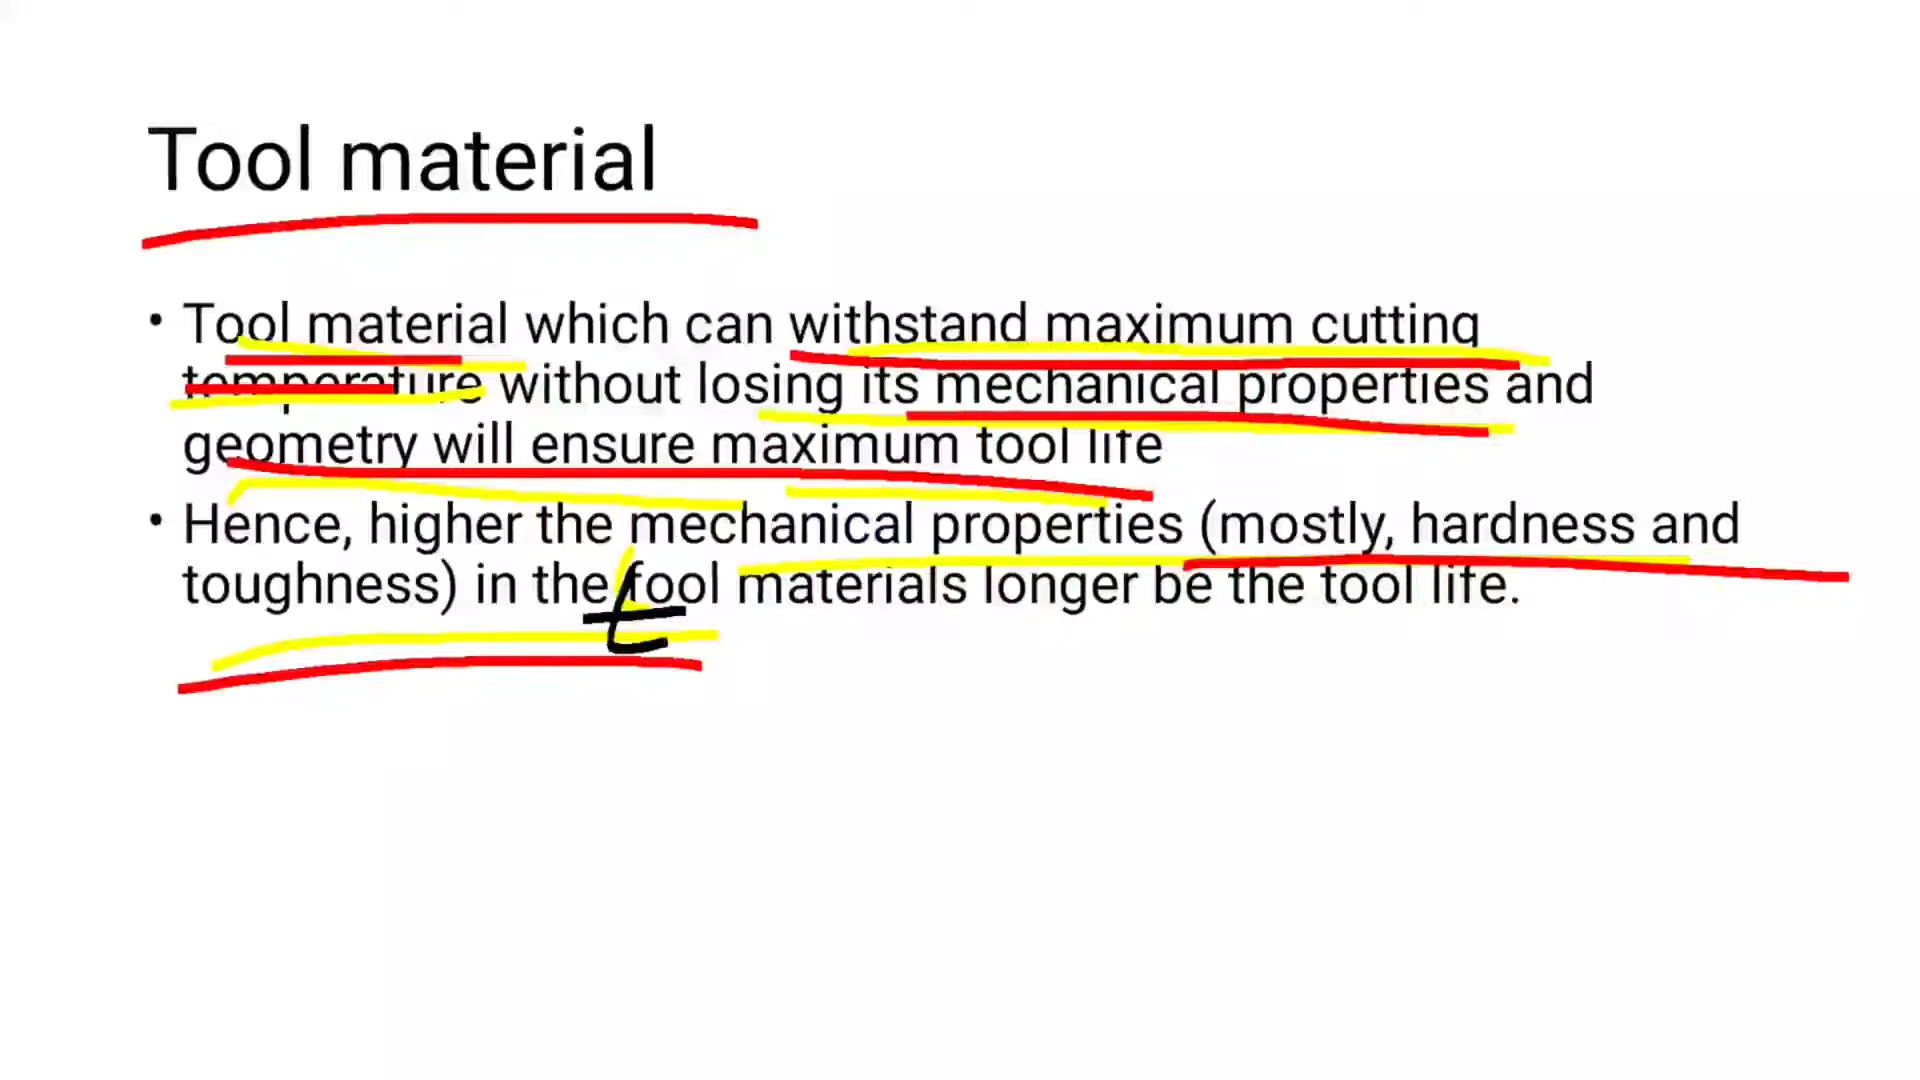 Tool material
• Tool material which can withstand maximum cutting
temperature without losing its mechanical properties and
geometry will ensure maximum tool life
• Hence, higher the mechanical properties (mostly, hardness and
toughness) in the fool materials longer be the tool life.
t